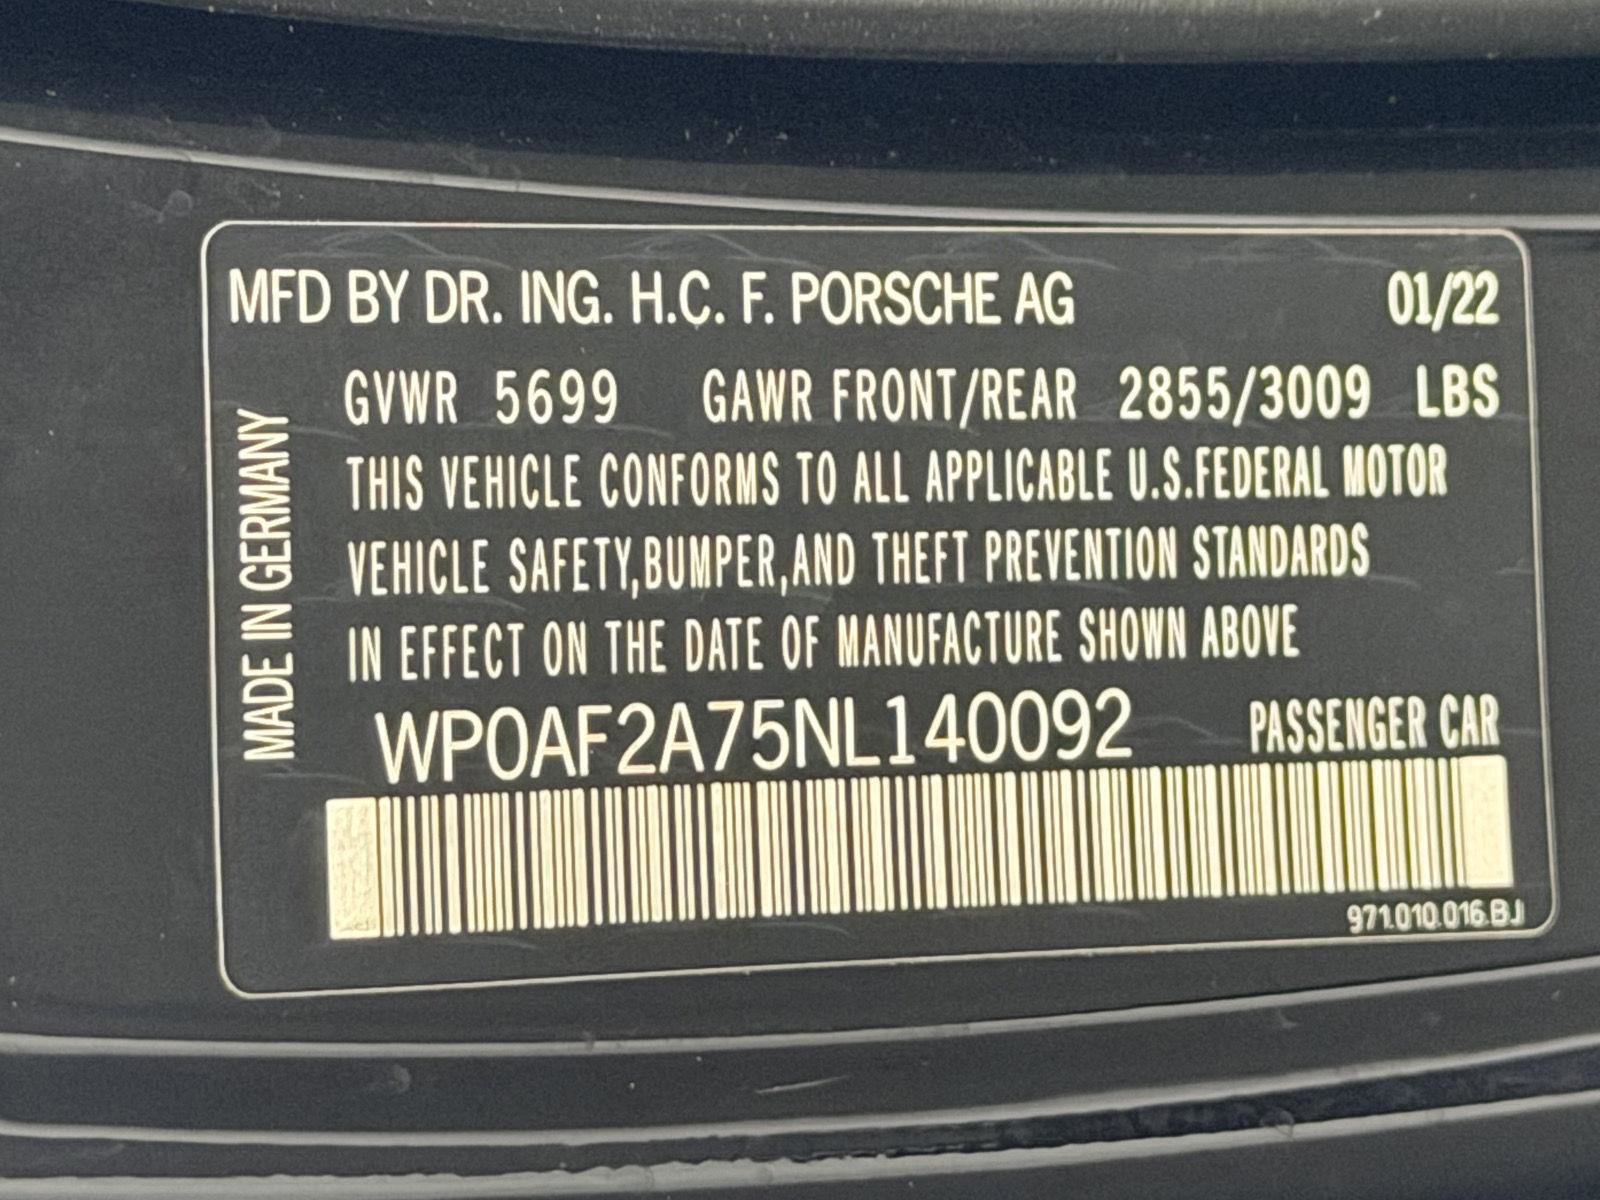 MFD BY DR. ING. H.C. F. PORSCHE AG 01/22
GVWR 5699 GAWR FRONT/REAR 2855/3009 LBS
THIS VEHICLE CONFORMS TO ALL APPLICABLE U.S.FEDERAL MOTOR
VEHICLE SAFETY,BUMPER,AND THEFT PREVENTION STANDARDS
IN EFFECT ON THE DATE OF MANUFACTURE SHOWN ABOVE
WP0AF2A75NL140092 PASSENGER CAR
971.010.016.BJ
MADE IN GERMANY